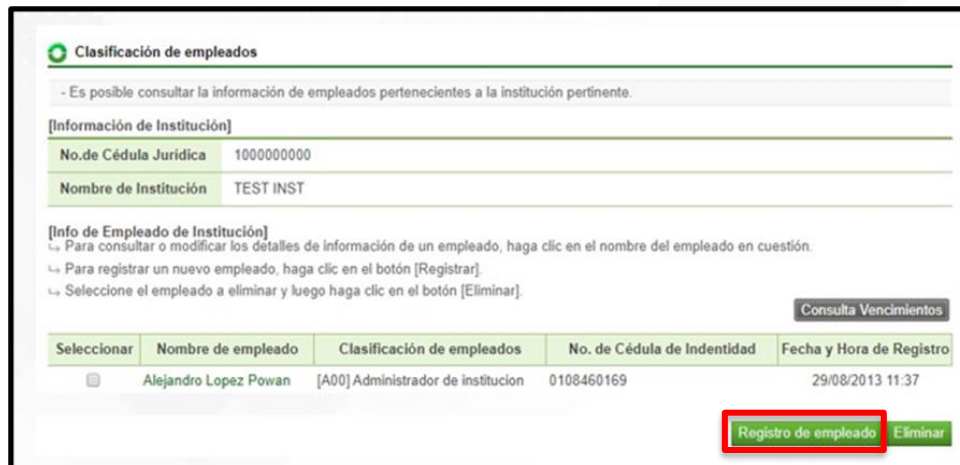 Clasificación de empleados
- Es posible consultar la información de empleados pertenecientes a la institución pertinente.
[Información de Institución]
No.de Cédula Jurídica 1000000000
Nombre de Institución TEST INST
[Info de Empleado de Institución]
↳ Para consultar o modificar los detalles de información de un empleado, haga clic en el nombre del empleado en cuestión.
↳ Para registrar un nuevo empleado, haga clic en el botón [Registrar].
↳ Seleccione el empleado a eliminar y luego haga clic en el botón [Eliminar].
Consulta Vencimientos
Seleccionar Nombre de empleado Clasificación de empleados No. de Cédula de Indentidad Fecha y Hora de Registro
Alejandro Lopez Powan [A00] Administrador de institucion 0108460169 29/08/2013 11:37
Registro de empleado Eliminar